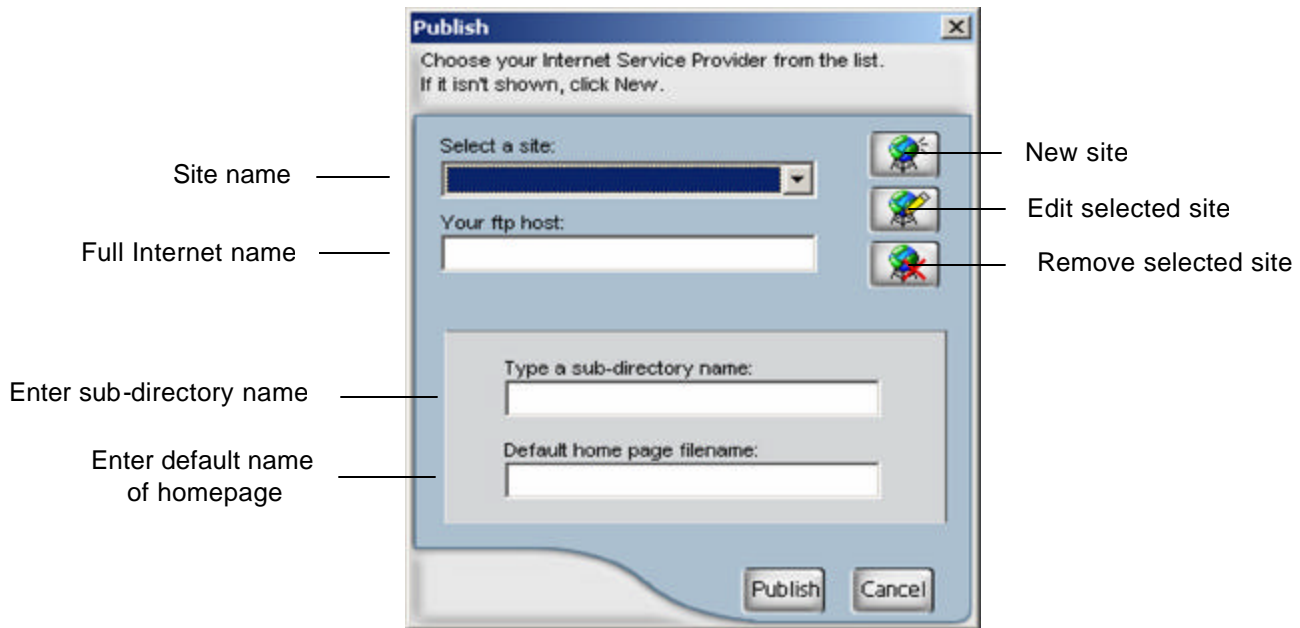 Publish
Choose your Internet Service Provider from the list.
If it isn't shown, click New.
Select a site:
Site name
New site
Edit selected site
Your ftp host:
Full Internet name
Remove selected site
Type a sub-directory name:
Enter sub-directory name
Default home page filename:
Enter default name
of homepage
Publish
Cancel